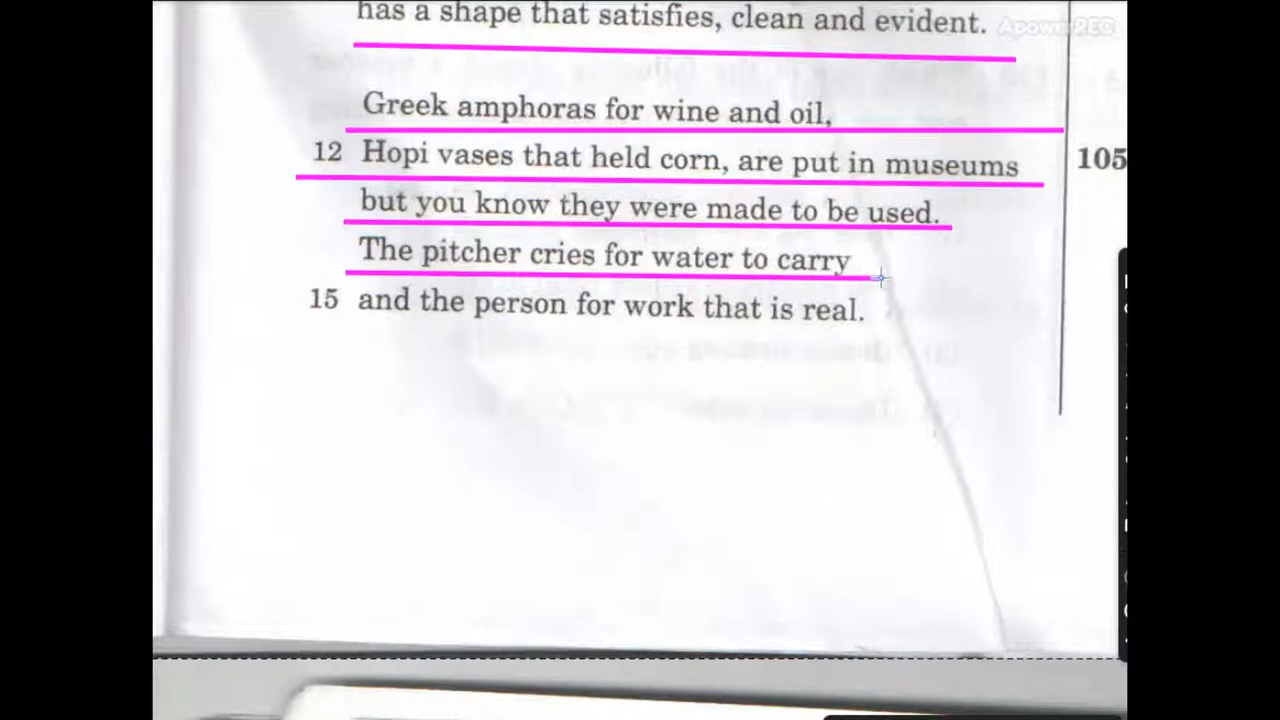 has a shape that satisfies, clean and evident.
ApowerREC
Greek amphoras for wine and oil,
12 Hopi vases that held corn, are put in museums
105
but you know they were made to be used.
The pitcher cries for water to carry
15 and the person for work that is real.